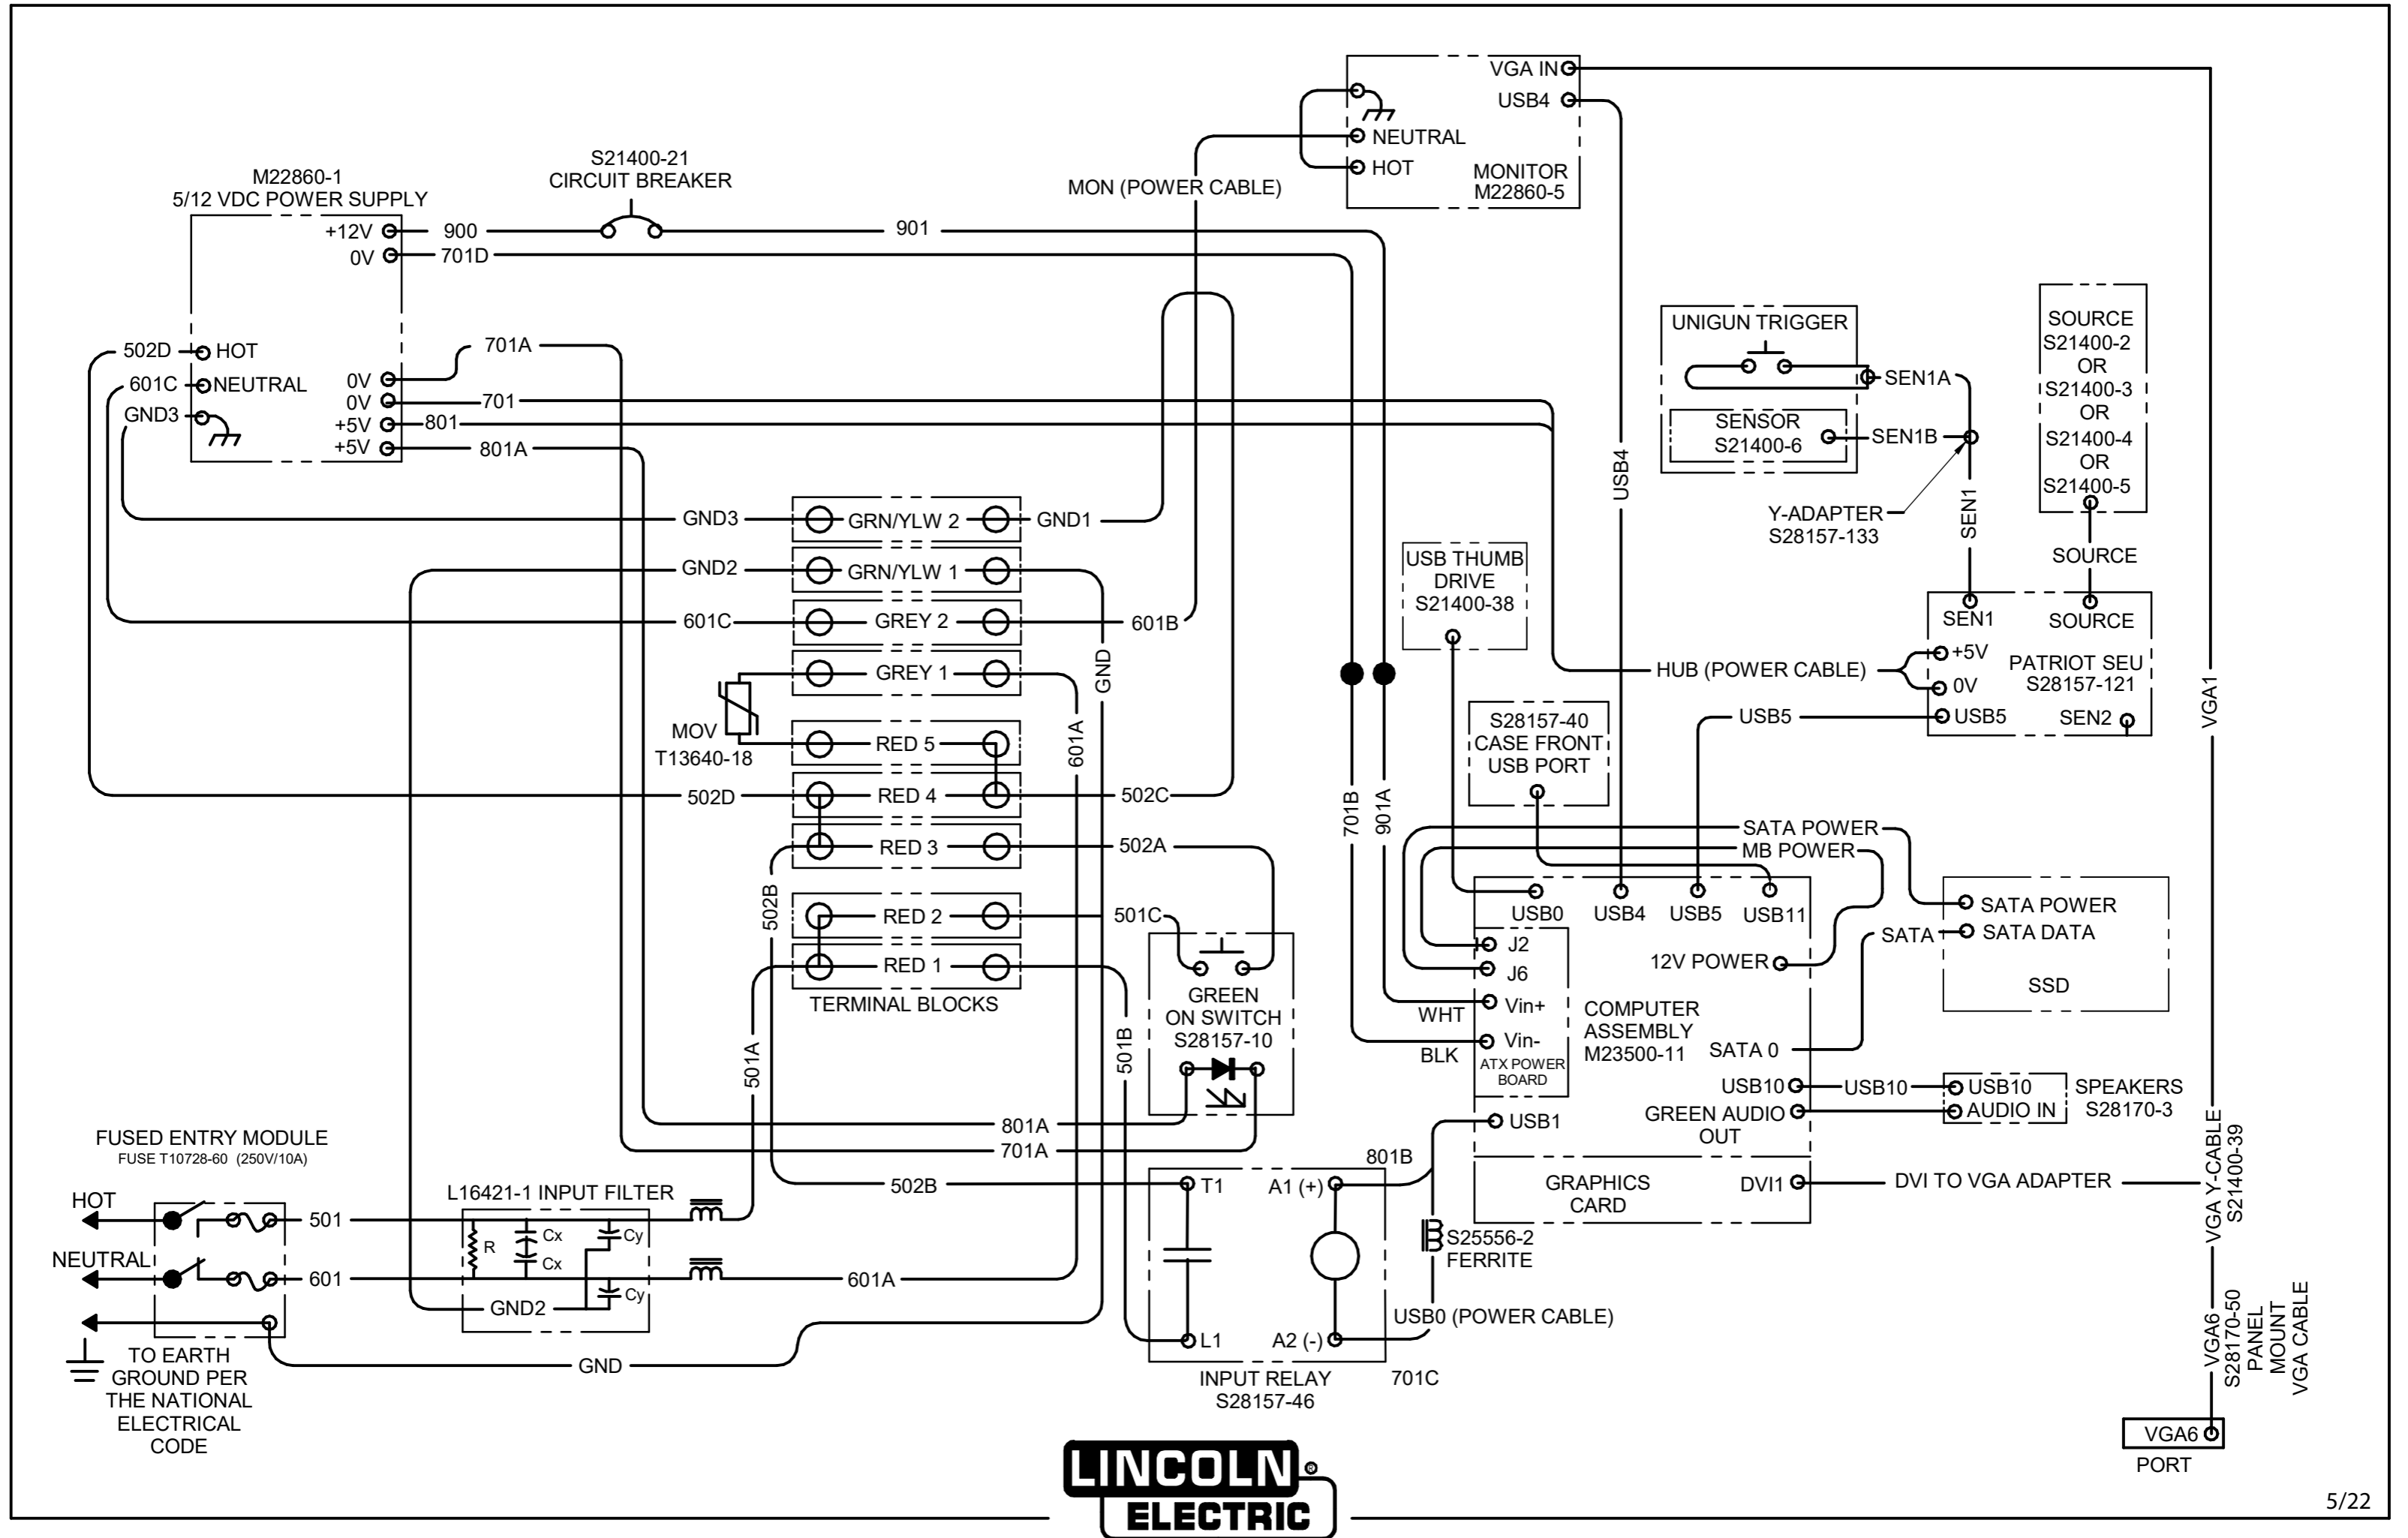 VGA IN
USB4
NEUTRAL
HOT
MONITOR
M22860-5
MON (POWER CABLE)
S21400-21
CIRCUIT BREAKER
M22860-1
5/12 VDC POWER SUPPLY
+12V
900
901
0V
701D
502D
HOT
601C
NEUTRAL
GND3
701A
0V
0V
701
+5V
801
+5V
801A
UNIGUN TRIGGER
SEN1A
SENSOR
S21400-6
SEN1B
SEN1
Y-ADAPTER
S28157-133
SOURCE
S21400-2
OR
S21400-3
OR
S21400-4
OR
S21400-5
SOURCE
USB4
VGA1
GND3
GRN/YLW 2
GND1
GND2
GRN/YLW 1
601C
GREY 2
601B
GREY 1
GND
MOV
T13640-18
RED 5
601A
502D
RED 4
502C
RED 3
502A
502B
RED 2
501C
RED 1
TERMINAL BLOCKS
501A
501B
USB THUMB
DRIVE
S21400-38
S28157-40
CASE FRONT
USB PORT
701B
901A
HUB (POWER CABLE)
SEN1
SOURCE
+5V
0V
PATRIOT SEU
S28157-121
USB5
USB5
SEN2
SATA POWER
MB POWER
USB0
USB4
USB5
USB11
J2
J6
Vin+
Vin-
WHT
BLK
ATX POWER
BOARD
12V POWER
COMPUTER
ASSEMBLY
M23500-11
SATA 0
SATA
SATA POWER
SATA DATA
SSD
USB10
USB10
USB10
GREEN AUDIO
OUT
AUDIO IN
SPEAKERS
S28170-3
USB1
GRAPHICS
CARD
DVI1
DVI TO VGA ADAPTER
VGA Y-CABLE
S21400-39
GREEN
ON SWITCH
S28157-10
801A
701A
502B
FUSED ENTRY MODULE
FUSE T10728-60 (250V/10A)
HOT
501
NEUTRAL
601
L16421-1 INPUT FILTER
R
Cx
Cx
Cy
Cy
GND2
601A
GND
TO EARTH
GROUND PER
THE NATIONAL
ELECTRICAL
CODE
T1
A1 (+)
L1
A2 (-)
801B
701C
INPUT RELAY
S28157-46
S25556-2
FERRITE
USB0 (POWER CABLE)
VGA6
S28170-50
PANEL
MOUNT
VGA CABLE
VGA6
PORT
LINCOLN ®
ELECTRIC
5/22